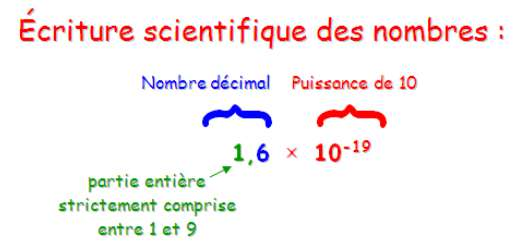 Écriture scientifique des nombres :
Nombre décimal Puissance de 10
1,6 × 10⁻¹⁹
partie entière
strictement comprise
entre 1 et 9